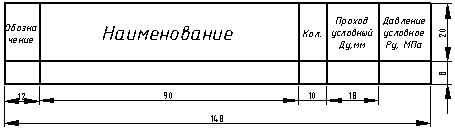 Обозна
чение
Наименование
Кол.
Проход
условный
Ду,мм
Давление
условное
Ру, МПа
20
8
12
90
10
18
148